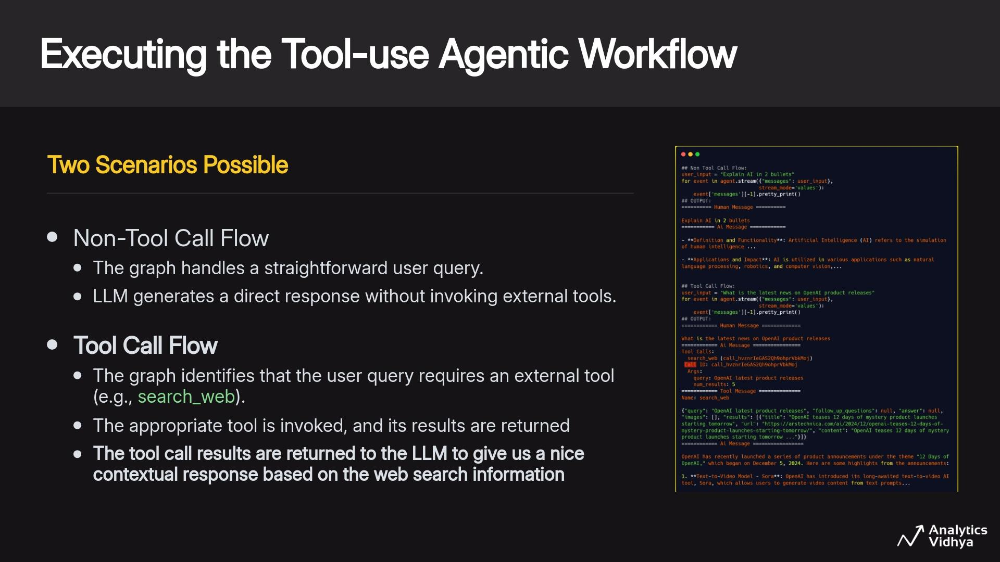 Executing the Tool-use Agentic Workflow
Two Scenarios Possible
Non-Tool Call Flow
The graph handles a straightforward user query.
LLM generates a direct response without invoking external tools.
Tool Call Flow
The graph identifies that the user query requires an external tool
(e.g., search_web).
The appropriate tool is invoked, and its results are returned
The tool call results are returned to the LLM to give us a nice
contextual response based on the web search information
## Non Tool Call Flow:
user_input = "Explain AI in 2 bullets"
for event in agent.stream({"messages": user_input},
stream_mode='values'):
event['messages'][-1].pretty_print()
## OUTPUT:
========== Human Message ==========
Explain AI in 2 bullets
=========== Ai Message ============
- **Definition and Functionality**: Artificial Intelligence (AI) refers to the simulation
of human intelligence ...
- **Applications and Impact**: AI is utilized in various applications such as natural
language processing, robotics, and computer vision,...
## Tool Call Flow:
user_input = "What is the latest news on OpenAI product releases"
for event in agent.stream({"messages": user_input},
stream_mode='values'):
event['messages'][-1].pretty_print()
## OUTPUT:
============ Human Message =============
What is the latest news on OpenAI product releases
============ Ai Message ================
Tool Calls:
search_web (call_hvznrIeGAS2Qh9ohprVbkMoj)
Call ID: call_hvznrIeGAS2Qh9ohprVbkMoj
Args:
query: OpenAI latest product releases
num_results: 5
============ Tool Message ==============
Name: search_web
{"query": "OpenAI latest product releases", "follow_up_questions": null, "answer": null,
"images": [], "results": [{"title": "OpenAI teases 12 days of mystery product launches
starting tomorrow", "url": "https://arstechnica.com/ai/2024/12/openai-teases-12-days-of-
mystery-product-launches-starting-tomorrow/", "content": "OpenAI teases 12 days of mystery
product launches starting tomorrow ..."}]}
============ Ai Message =================
OpenAI has recently launched a series of product announcements under the theme "12 Days of
OpenAI," which began on December 5, 2024. Here are some highlights from the announcements:
1. **Text-to-Video Model - Sora**: OpenAI has introduced its long-awaited text-to-video AI
tool, Sora, which allows users to generate video content from text prompts...
Analytics
Vidhya